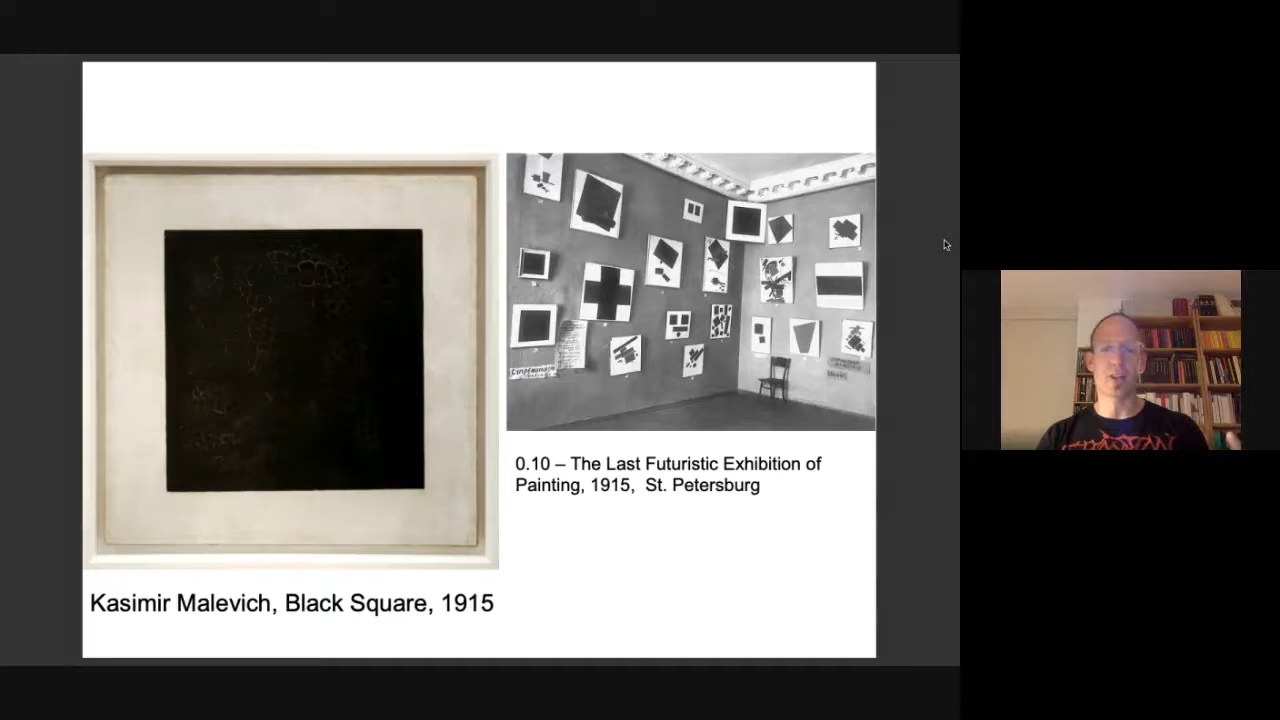 0.10 – The Last Futuristic Exhibition of
Painting, 1915, St. Petersburg
Kasimir Malevich, Black Square, 1915